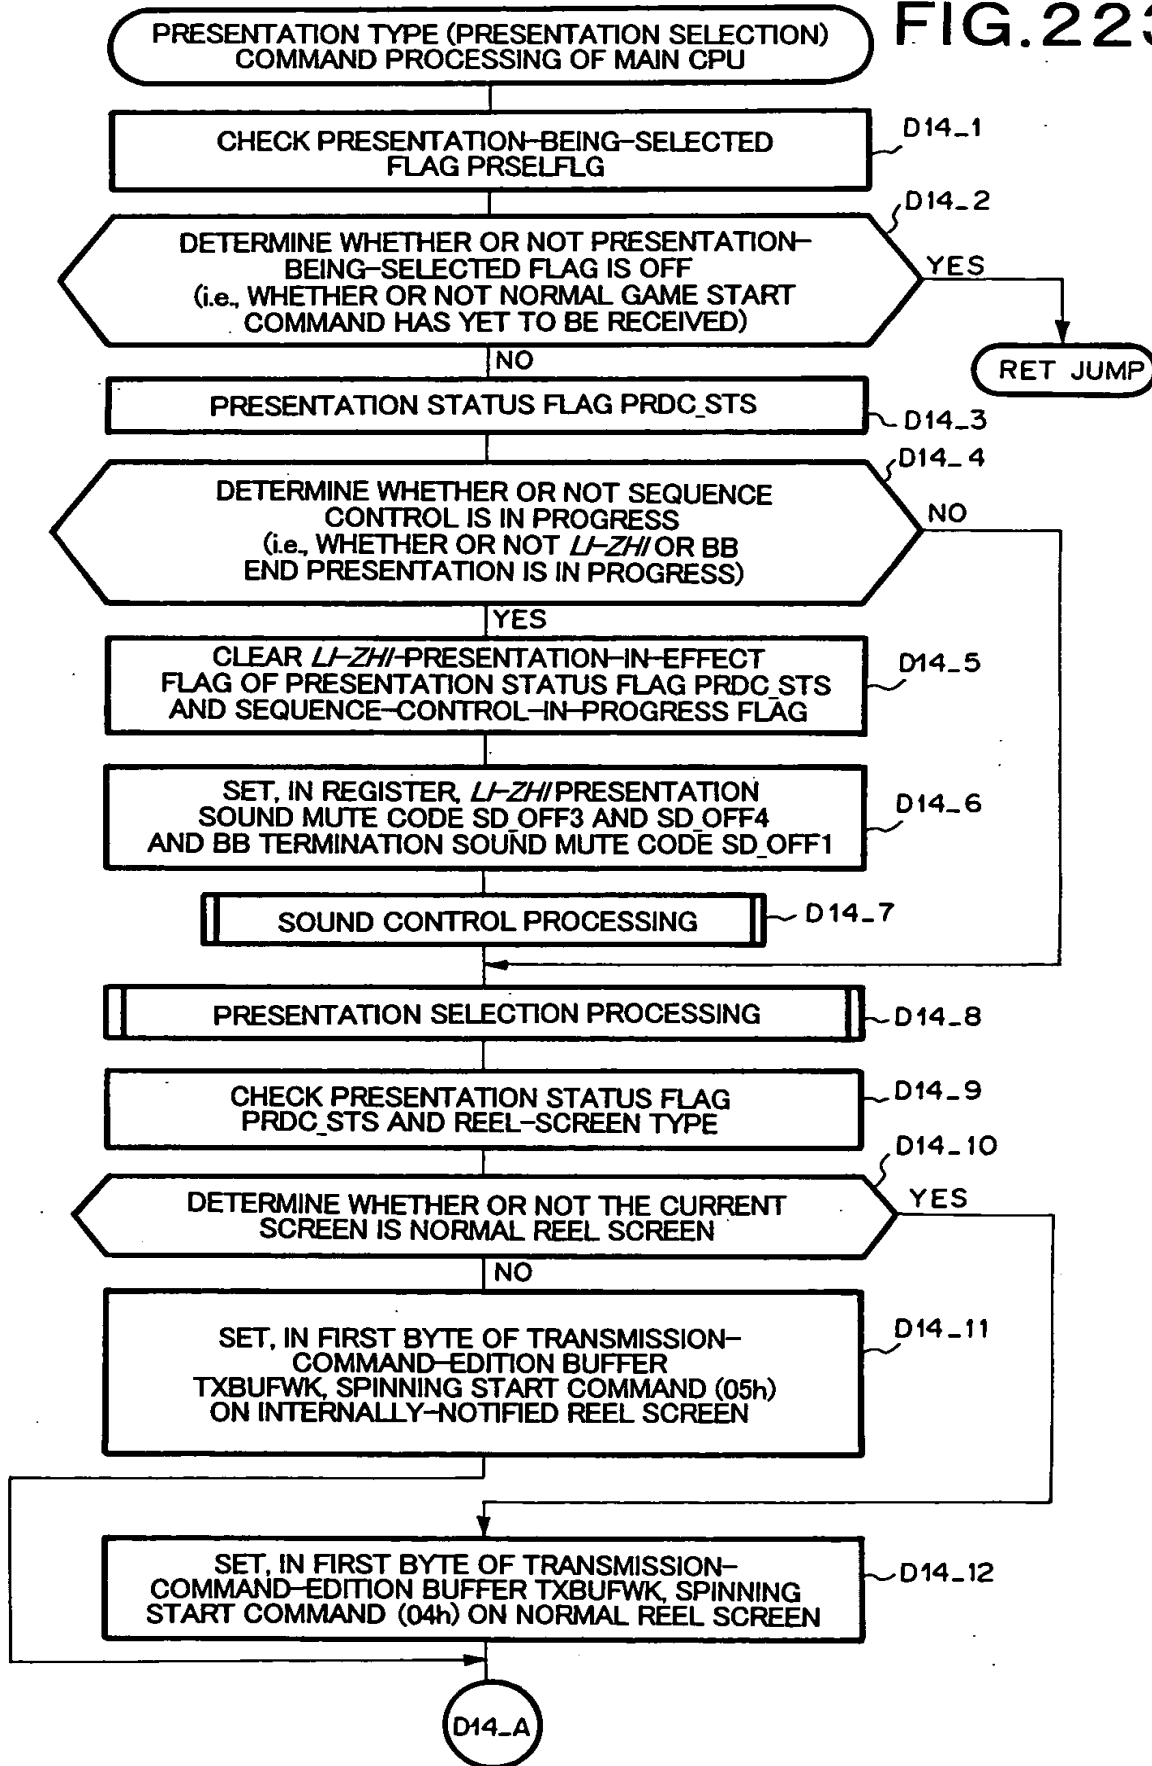 FIG.223
PRESENTATION TYPE (PRESENTATION SELECTION)
COMMAND PROCESSING OF MAIN CPU
CHECK PRESENTATION-BEING-SELECTED
FLAG PRSELFLG
D14_1
D14_2
DETERMINE WHETHER OR NOT PRESENTATION-
BEING-SELECTED FLAG IS OFF
(i.e., WHETHER OR NOT NORMAL GAME START
COMMAND HAS YET TO BE RECEIVED)
YES
NO
RET JUMP
PRESENTATION STATUS FLAG PRDC_STS
D14_3
D14_4
DETERMINE WHETHER OR NOT SEQUENCE
CONTROL IS IN PROGRESS
(i.e., WHETHER OR NOT LI-ZHI OR BB
END PRESENTATION IS IN PROGRESS)
NO
YES
CLEAR LI-ZHI-PRESENTATION-IN-EFFECT
FLAG OF PRESENTATION STATUS FLAG PRDC_STS
AND SEQUENCE-CONTROL-IN-PROGRESS FLAG
D14_5
SET, IN REGISTER, LI-ZHI PRESENTATION
SOUND MUTE CODE SD_OFF3 AND SD_OFF4
AND BB TERMINATION SOUND MUTE CODE SD_OFF1
D14_6
SOUND CONTROL PROCESSING
D14_7
PRESENTATION SELECTION PROCESSING
D14_8
CHECK PRESENTATION STATUS FLAG
PRDC_STS AND REEL-SCREEN TYPE
D14_9
D14_10
DETERMINE WHETHER OR NOT THE CURRENT
SCREEN IS NORMAL REEL SCREEN
YES
NO
SET, IN FIRST BYTE OF TRANSMISSION-
COMMAND-EDITION BUFFER
TXBUFWK, SPINNING START COMMAND (05h)
ON INTERNALLY-NOTIFIED REEL SCREEN
D14_11
SET, IN FIRST BYTE OF TRANSMISSION-
COMMAND-EDITION BUFFER TXBUFWK, SPINNING
START COMMAND (04h) ON NORMAL REEL SCREEN
D14_12
D14_A